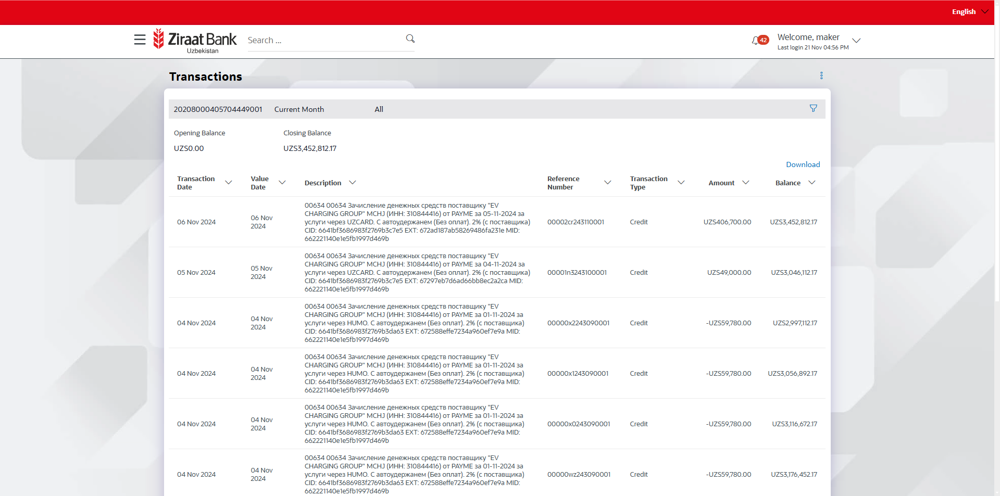 English
Ziraat Bank
Uzbekistan
Search ...
42
Welcome, maker
Last login 21 Nov 04:56 PM
Transactions
20208000405704449001 Current Month All
Opening Balance Closing Balance
UZS0.00 UZS3,452,812.17
Download
Transaction Date Value Date Description Reference Number Transaction Type Amount Balance
00634 00634 Зачисление денежных средств поставщику "EV
CHARGING GROUP" MCHJ (ИНН: 310844416) от PAYME за 05-11-2024 за
06 Nov 2024 06 Nov 2024 услуги через UZCARD. С автоудержанем (Без оплат). 2% (с поставщика) 00002cr243110001 Credit UZS406,700.00 UZS3,452,812.17
CID: 6641bf3686983f2769b3c7e5 EXT: 672ad187ab58269486fa231e MID:
662221140e1e5fb1997d469b
00634 00634 Зачисление денежных средств поставщику "EV
CHARGING GROUP" MCHJ (ИНН: 310844416) от PAYME за 04-11-2024 за
05 Nov 2024 05 Nov 2024 услуги через UZCARD. С автоудержанем (Без оплат). 2% (с поставщика) 00001n3243100001 Credit UZS49,000.00 UZS3,046,112.17
CID: 6641bf3686983f2769b3c7e5 EXT: 67297eb7d6ad66bb8ec2a2ca MID:
662221140e1e5fb1997d469b
00634 00634 Зачисление денежных средств поставщику "EV
CHARGING GROUP" MCHJ (ИНН: 310844416) от PAYME за 01-11-2024 за
04 Nov 2024 04 Nov 2024 услуги через HUMO. С автоудержанем (Без оплат). 2% (с поставщика) 00000x2243090001 Credit -UZS59,780.00 UZS2,997,112.17
CID: 6641bf3686983f2769b3da63 EXT: 672588effe7234a960ef7e9a MID:
662221140e1e5fb1997d469b
00634 00634 Зачисление денежных средств поставщику "EV
CHARGING GROUP" MCHJ (ИНН: 310844416) от PAYME за 01-11-2024 за
04 Nov 2024 04 Nov 2024 услуги через HUMO. С автоудержанем (Без оплат). 2% (с поставщика) 00000x1243090001 Credit -UZS59,780.00 UZS3,056,892.17
CID: 6641bf3686983f2769b3da63 EXT: 672588effe7234a960ef7e9a MID:
662221140e1e5fb1997d469b
00634 00634 Зачисление денежных средств поставщику "EV
CHARGING GROUP" MCHJ (ИНН: 310844416) от PAYME за 01-11-2024 за
04 Nov 2024 04 Nov 2024 услуги через HUMO. С автоудержанем (Без оплат). 2% (с поставщика) 00000x0243090001 Credit -UZS59,780.00 UZS3,116,672.17
CID: 6641bf3686983f2769b3da63 EXT: 672588effe7234a960ef7e9a MID:
662221140e1e5fb1997d469b
00634 00634 Зачисление денежных средств поставщику "EV
CHARGING GROUP" MCHJ (ИНН: 310844416) от PAYME за 01-11-2024 за
04 Nov 2024 04 Nov 2024 услуги через HUMO. С автоудержанем (Без оплат). 2% (с поставщика) 00000wz243090001 Credit -UZS59,780.00 UZS3,176,452.17
CID: 6641bf3686983f2769b3da63 EXT: 672588effe7234a960ef7e9a MID:
662221140e1e5fb1997d469b